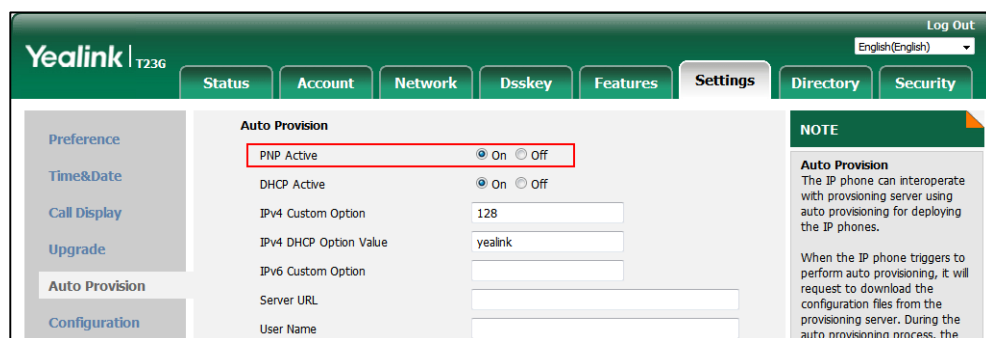 Log Out
Yealink T23G
English(English)
Status Account Network Dsskey Features Settings Directory Security
Preference
Time&Date
Call Display
Upgrade
Auto Provision
Configuration
Auto Provision
PNP Active On Off
DHCP Active On Off
IPv4 Custom Option 128
IPv4 DHCP Option Value yealink
IPv6 Custom Option
Server URL
User Name
NOTE
Auto Provision
The IP phone can interoperate
with provsioning server using
auto provisioning for deploying
the IP phones.
When the IP phone triggers to
perform auto provisioning, it will
request to download the
configuration files from the
provisioning server. During the
auto provisioning process, the